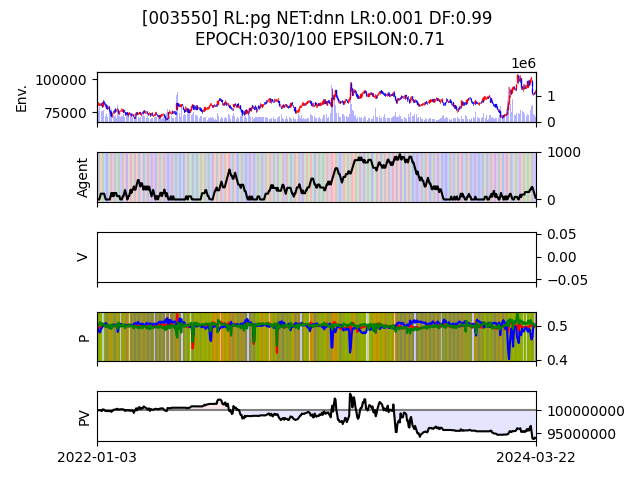 [003550] RL:pg NET:dnn LR:0.001 DF:0.99
EPOCH:030/100 EPSILON:0.71
1e6
Env.
100000
75000
1
0
Agent
1000
0
V
0.05
0.00
−0.05
P
0.5
0.4
PV
100000000
95000000
2022-01-03
2024-03-22